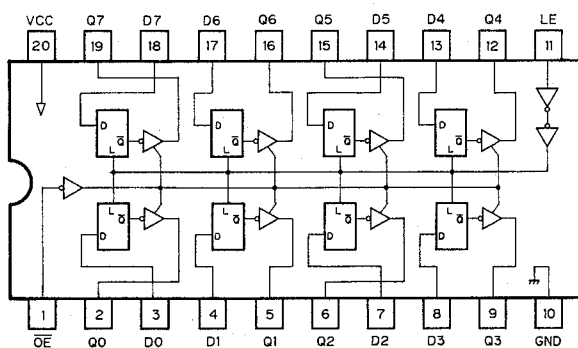 VCC Q7 D7 D6 Q6 Q5 D5 D4 Q4 LE
20 19 18 17 16 15 14 13 12 11
D Q̅ D Q̅ D Q̅ D Q̅
L L L L
L Q̅ L Q̅ L Q̅ L Q̅
D D D D
1 2 3 4 5 6 7 8 9 10
O̅E̅ Q0 D0 D1 Q1 Q2 D2 D3 Q3 GND